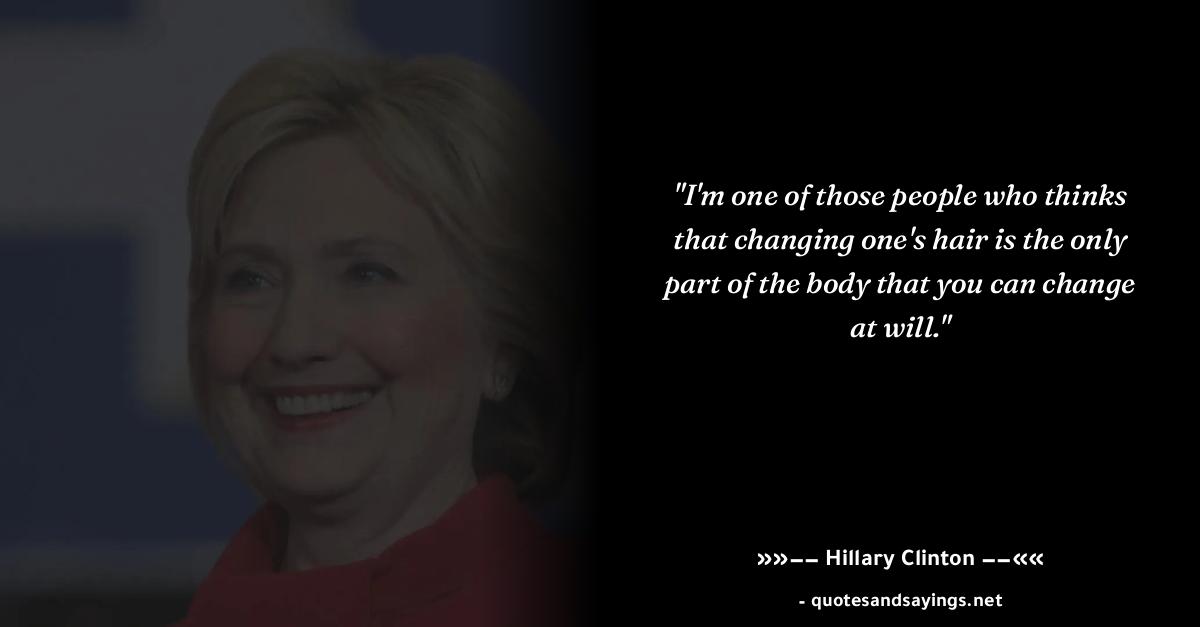 "I'm one of those people who thinks
that changing one's hair is the only
part of the body that you can change
at will."
»»−− Hillary Clinton −−««
- quotesandsayings.net